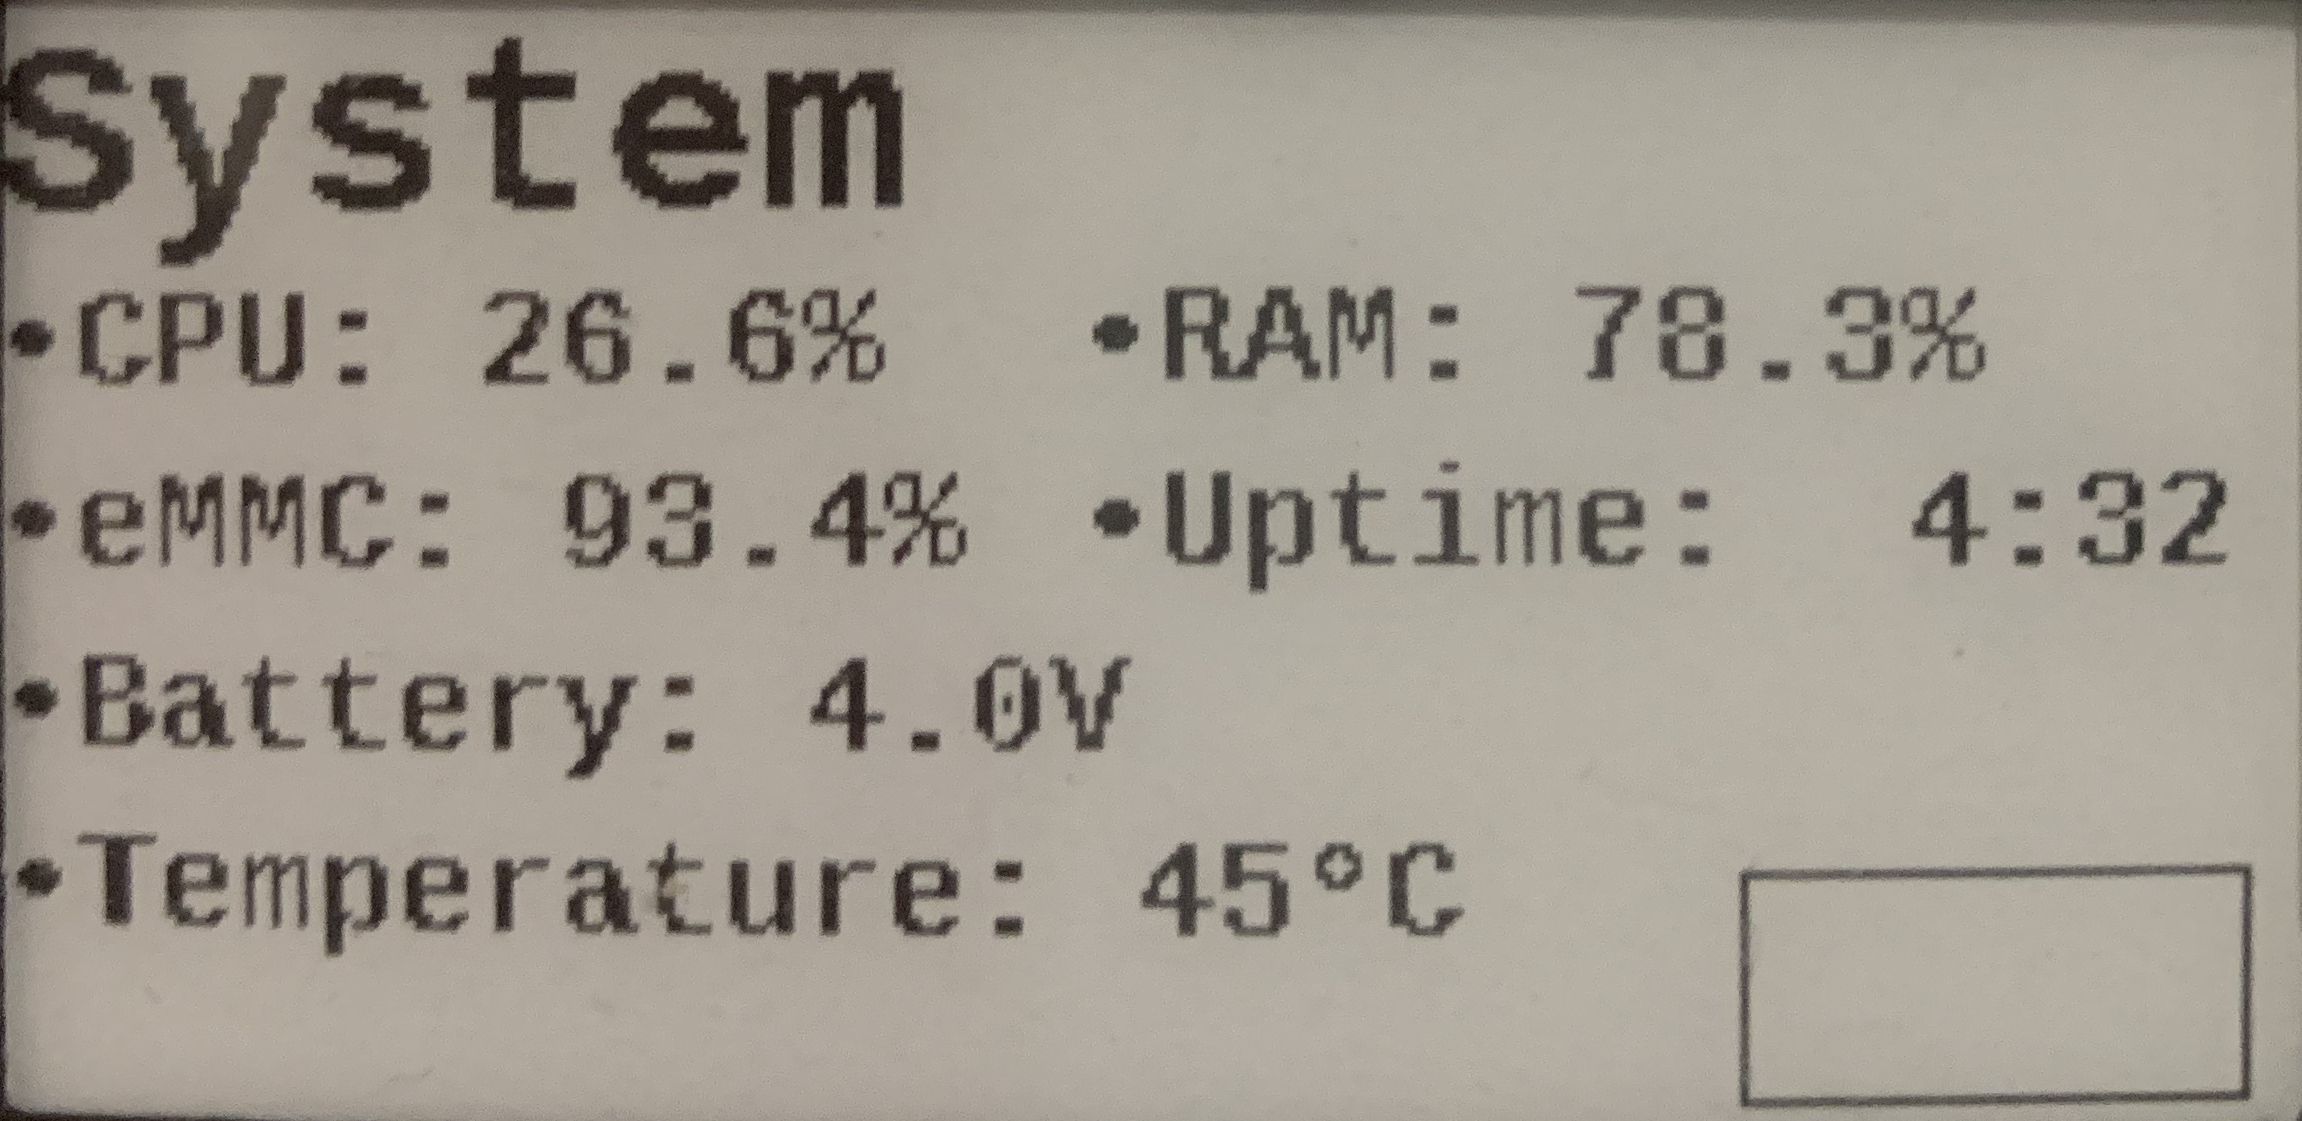 System
•CPU: 26.6% •RAM: 78.3%
•eMMC: 93.4% •Uptime: 4:32
•Battery: 4.0V
•Temperature: 45°C